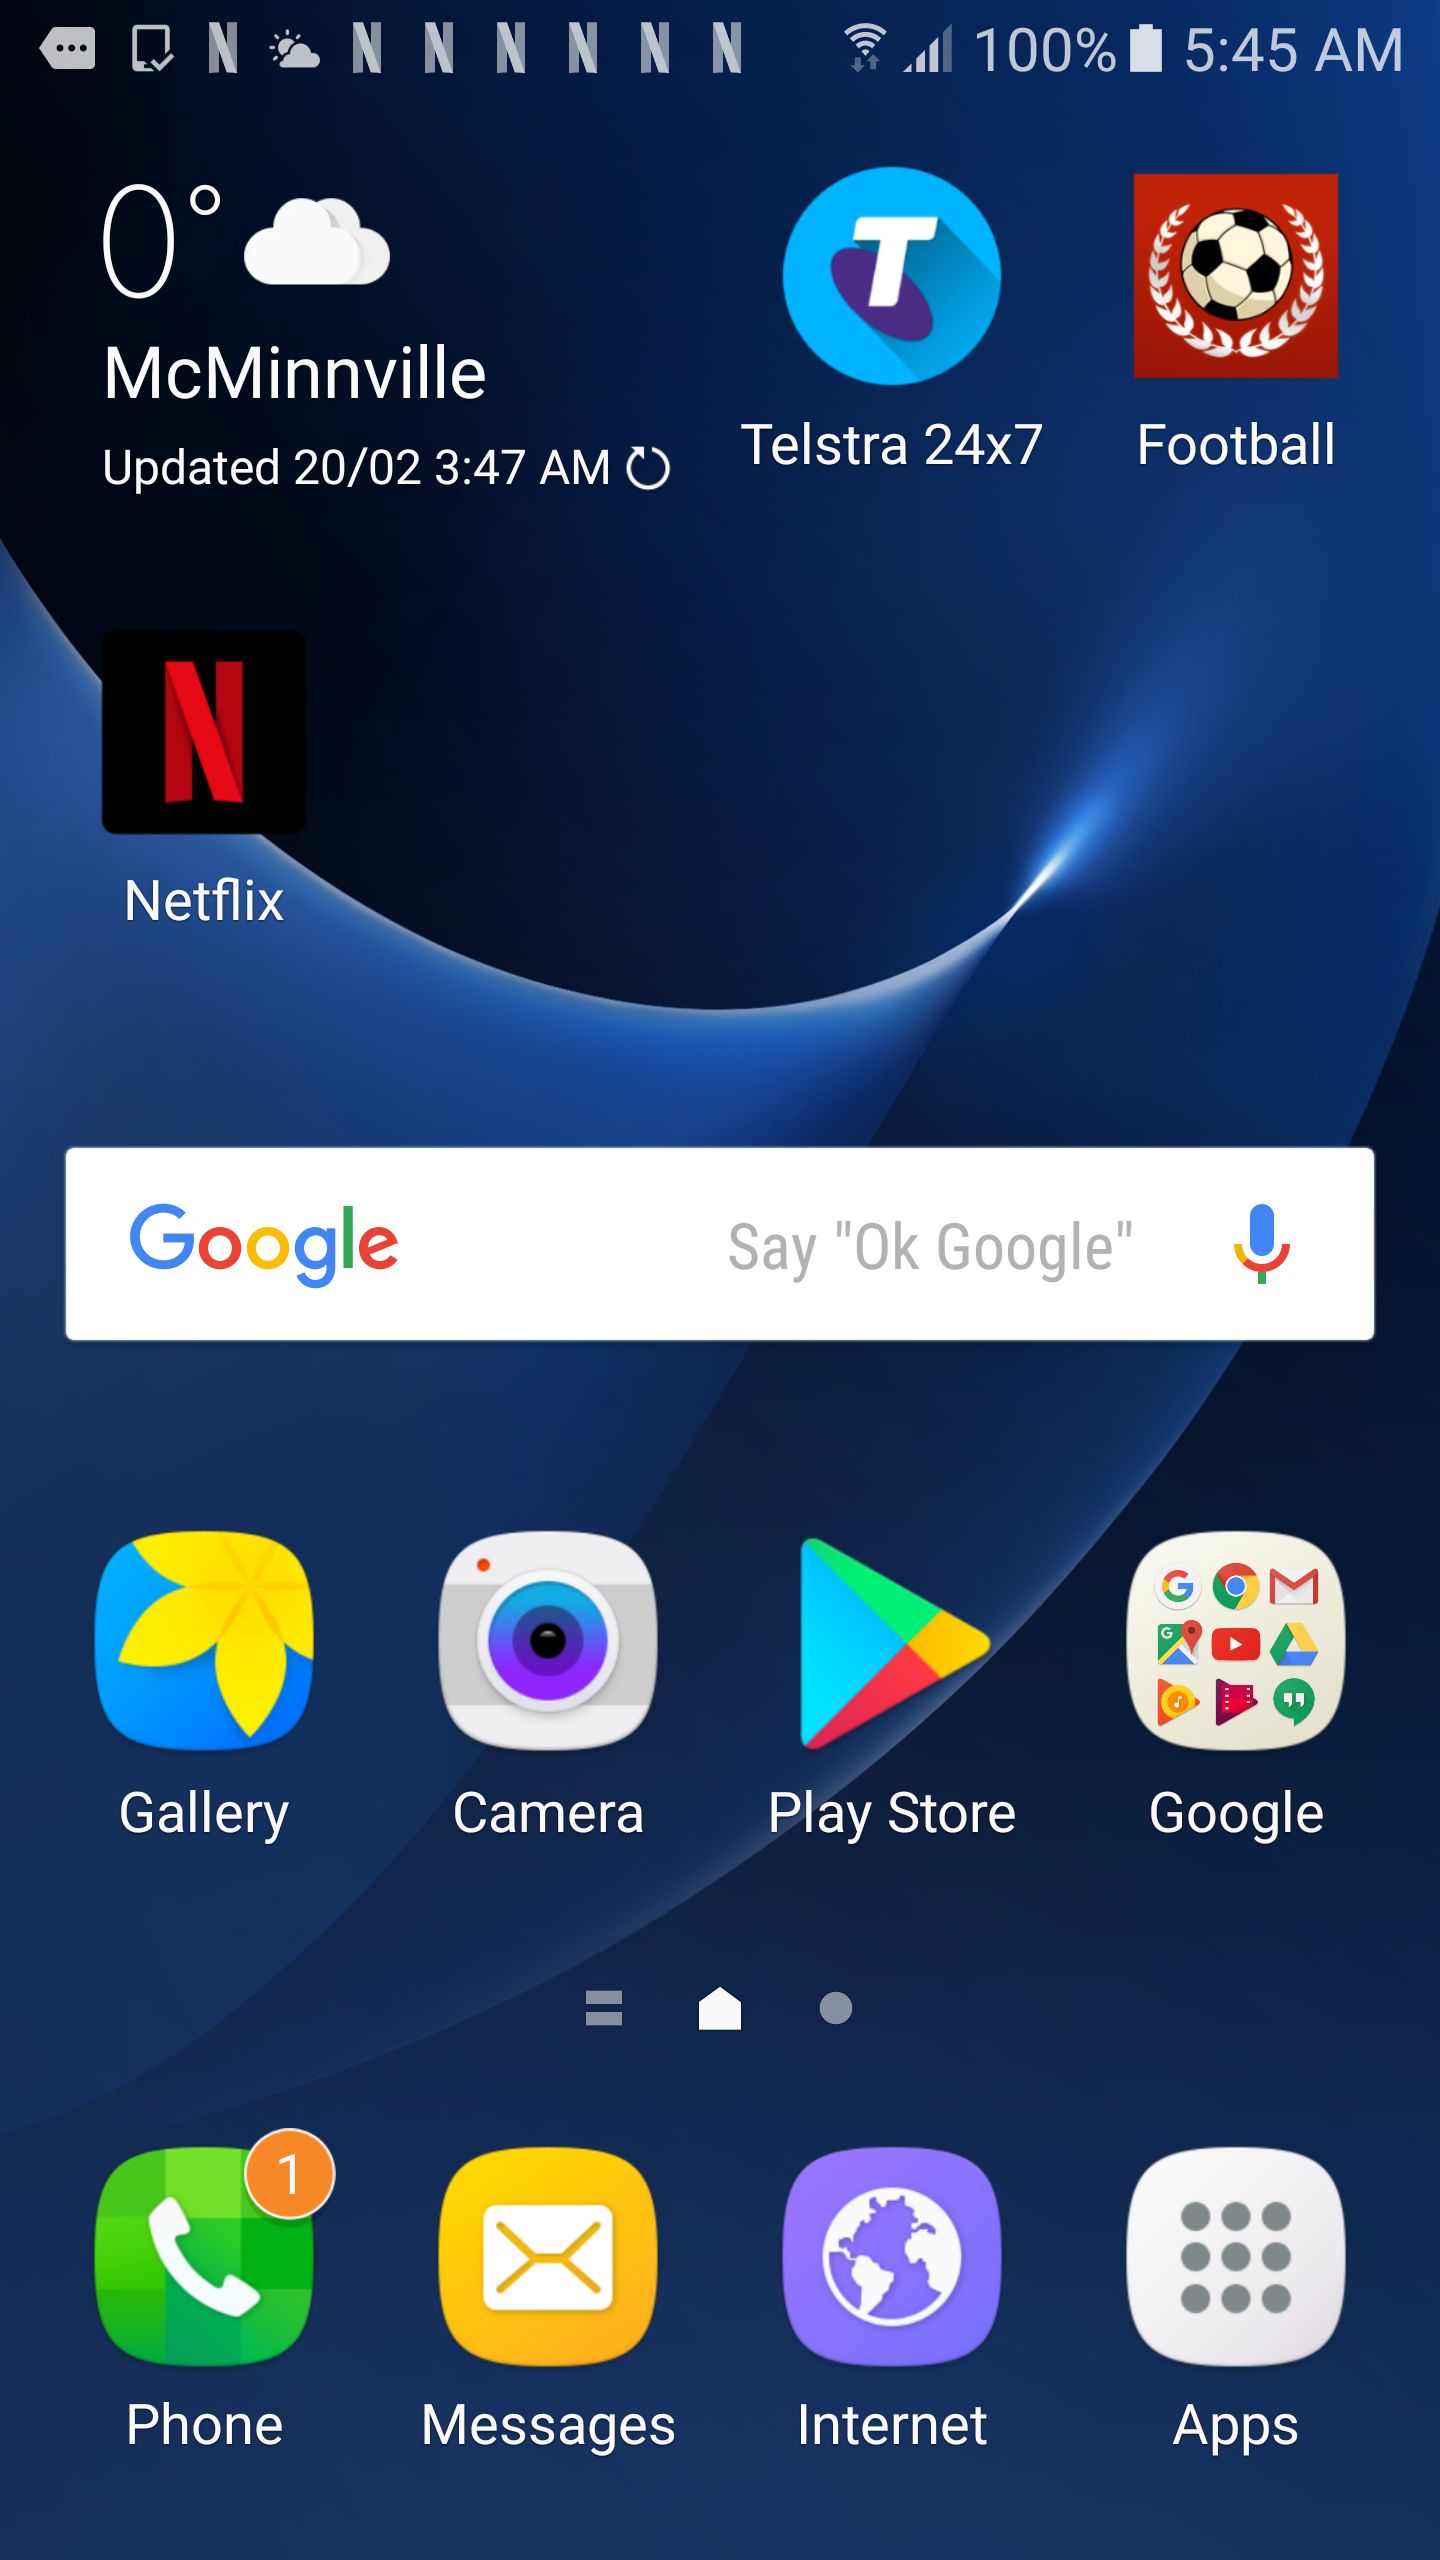 100% 5:45 AM
0°
McMinnville
Updated 20/02 3:47 AM
Telstra 24x7
Football
Netflix
Google Say "Ok Google"
Gallery
Camera
Play Store
Google
1
Phone
Messages
Internet
Apps